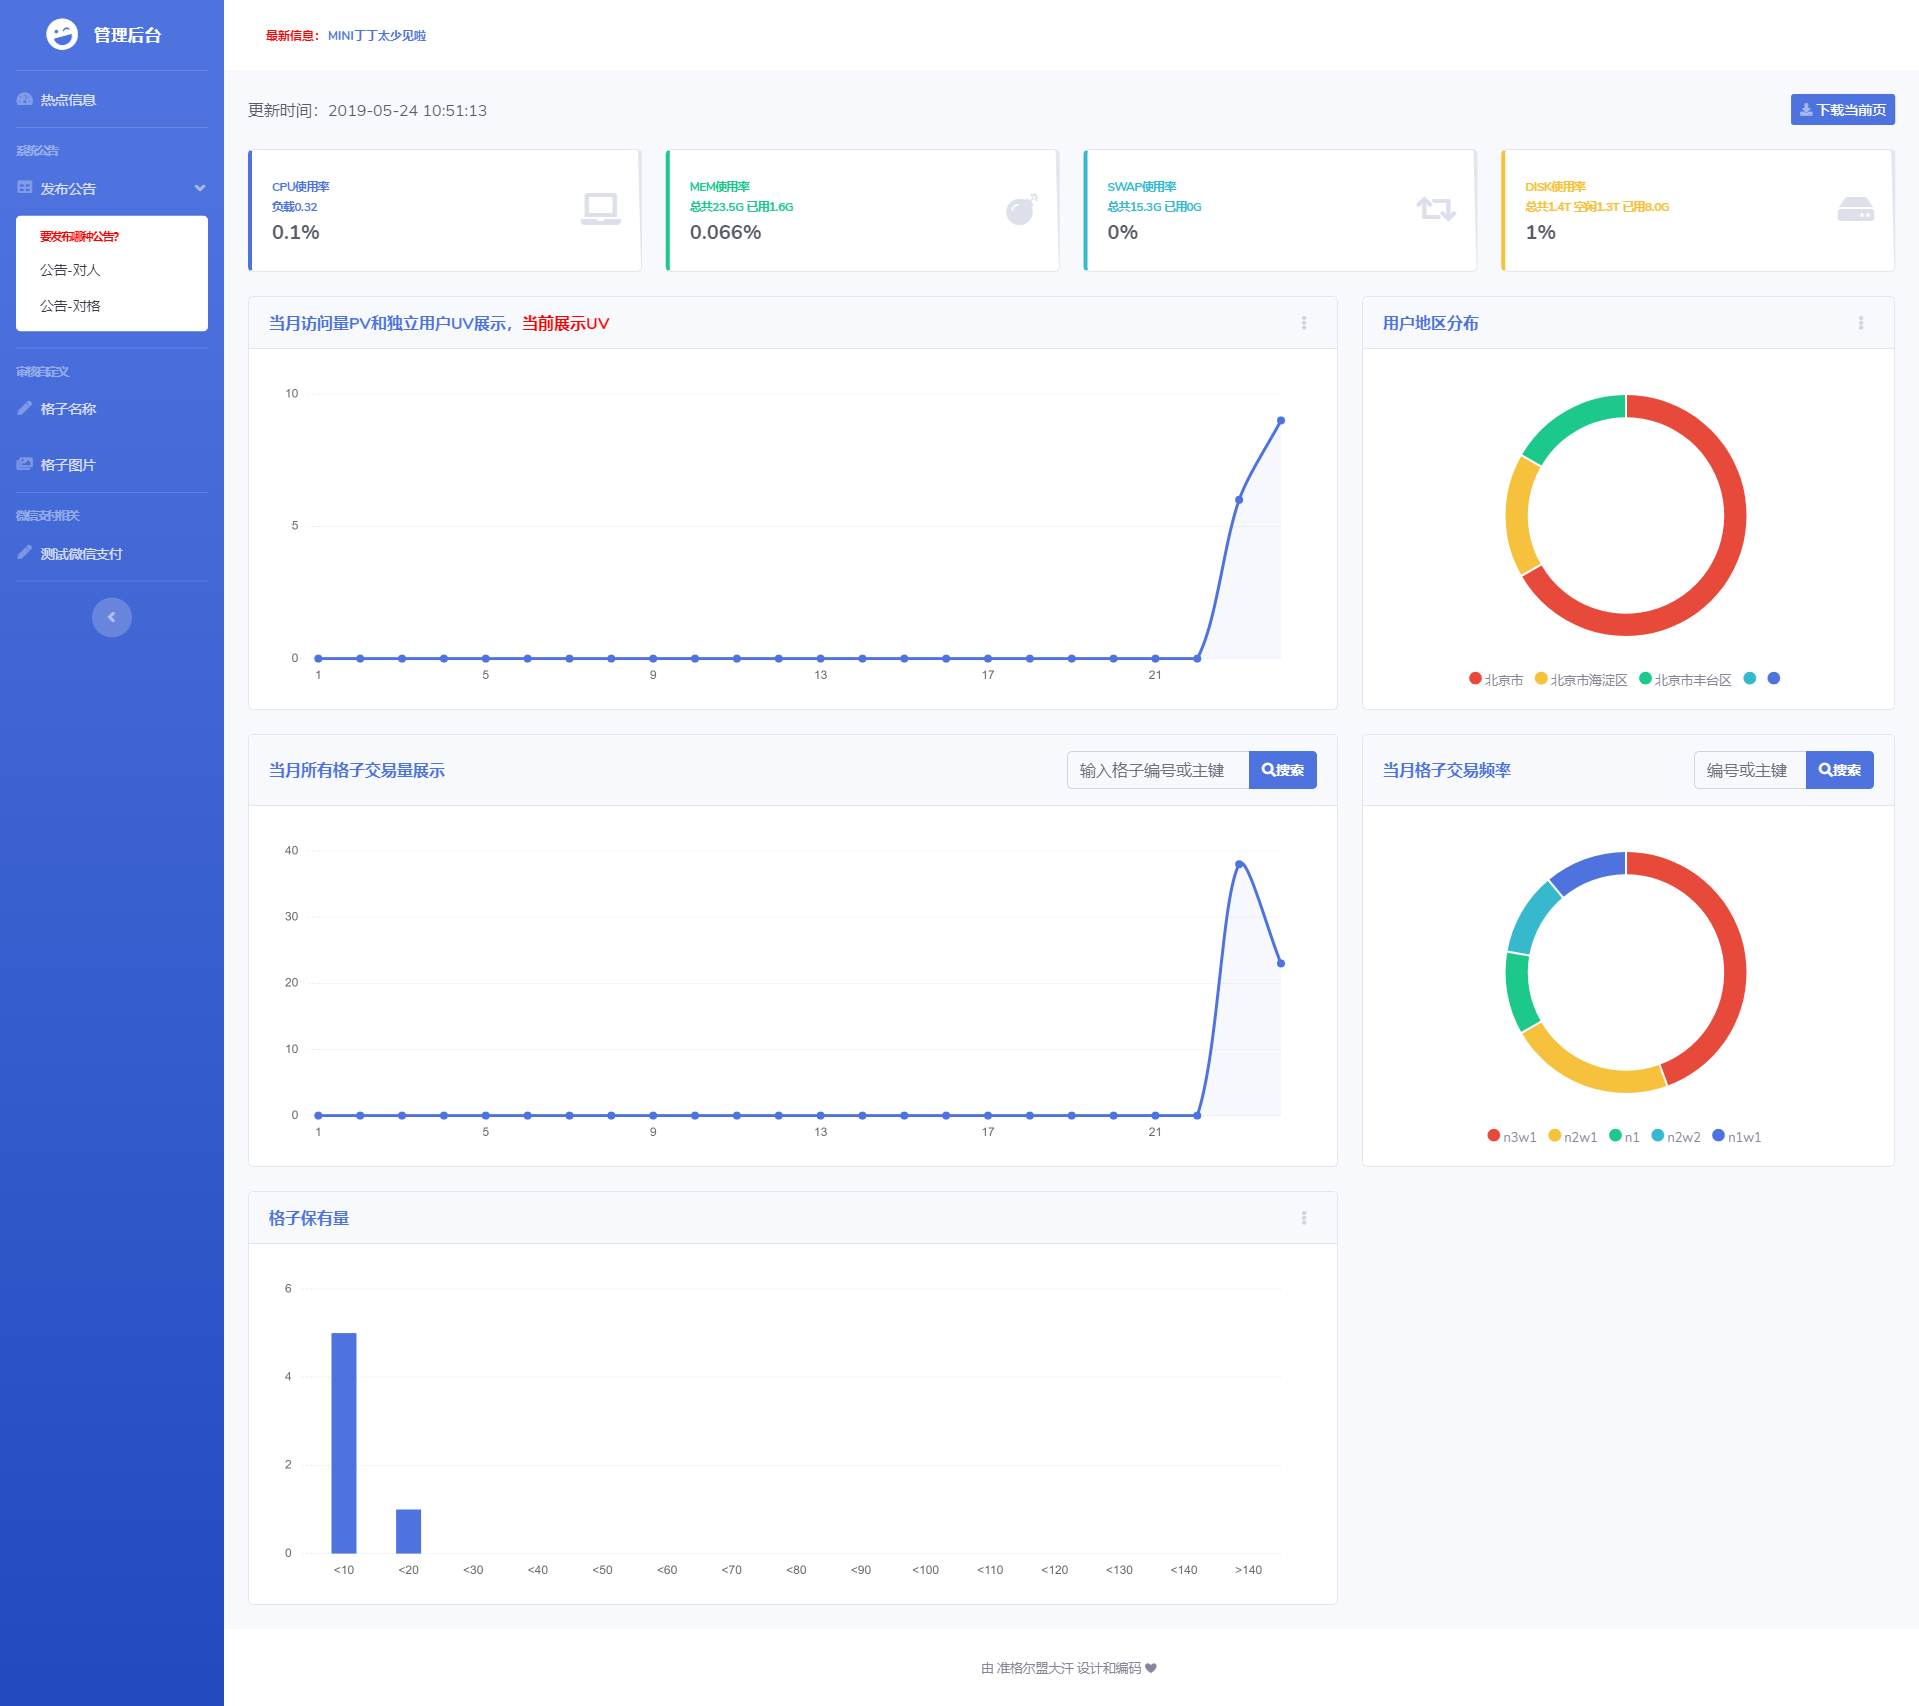 管理后台
热点信息
系统公告
发布公告
要发布哪种公告?
公告-对人
公告-对格
审核自定义
格子名称
格子图片
微信支付相关
测试微信支付
最新信息： MINI丁丁太少见啦
更新时间：2019-05-24 10:51:13
下载当前页
CPU使用率
负载0.32
0.1%
MEM使用率
总共23.5G 已用1.6G
0.066%
SWAP使用率
总共15.3G 已用0G
0%
DISK使用率
总共1.4T 空闲1.3T 已用8.0G
1%
当月访问量PV和独立用户UV展示，当前展示UV
10
5
0
1 5 9 13 17 21
用户地区分布
北京市 北京市海淀区 北京市丰台区
当月所有格子交易量展示
输入格子编号或主键
搜索
40
30
20
10
0
1 5 9 13 17 21
当月格子交易频率
编号或主键
搜索
n3w1 n2w1 n1 n2w2 n1w1
格子保有量
6
4
2
0
<10 <20 <30 <40 <50 <60 <70 <80 <90 <100 <110 <120 <130 <140 >140
由 准格尔盟大汗 设计和编码